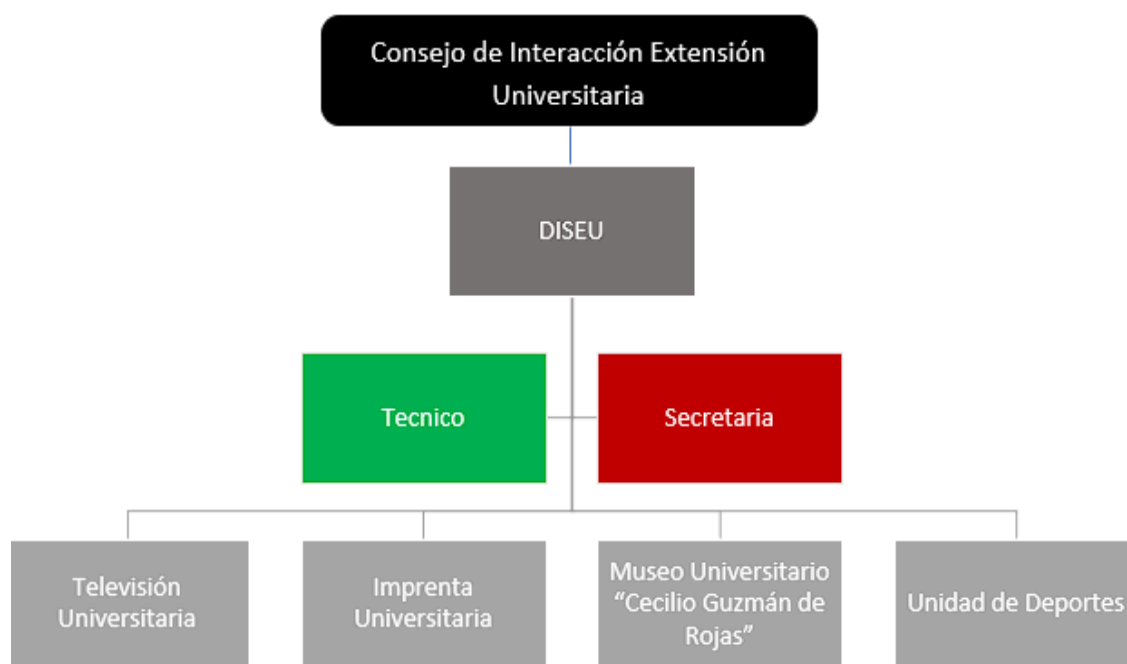 Consejo de Interacción Extensión
Universitaria
DISEU
Tecnico
Secretaria
Televisión
Universitaria
Imprenta
Universitaria
Museo Universitario
“Cecilio Guzmán de
Rojas”
Unidad de Deportes